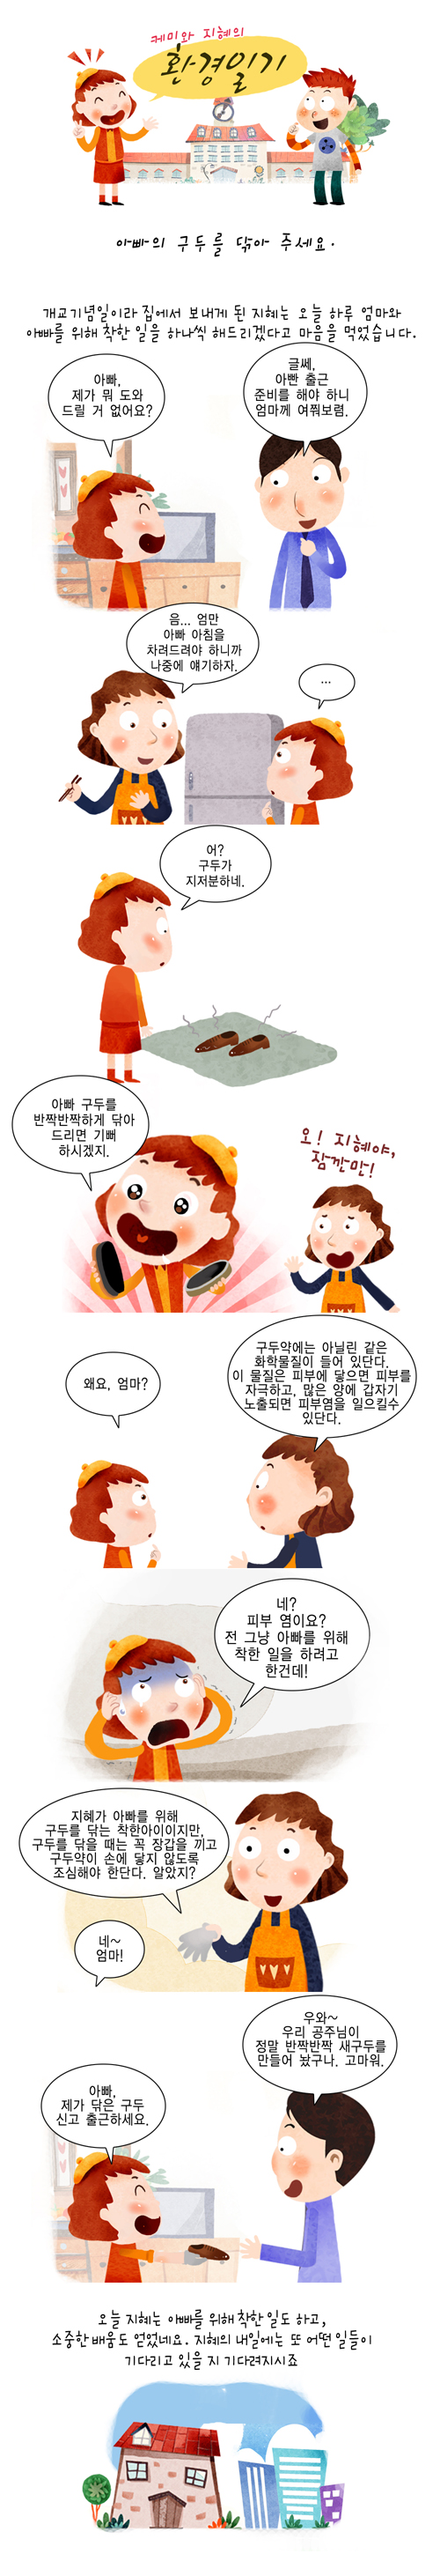 케미와 지혜의
환경일기
아빠의 구두를 닦아 주세요.
개교기념일이라 집에서 보내게 된 지혜는 오늘 하루 엄마와
아빠를 위해 착한 일을 하나씩 해드리겠다고 마음을 먹었습니다.
아빠,
제가 뭐 도와
드릴 거 없어요?
글쎄,
아빤 출근
준비를 해야 하니
엄마께 여쭤보렴.
음... 엄만
아빠 아침을
차려드려야 하니까
나중에 얘기하자.
...
어?
구두가
지저분하네.
아빠 구두를
반짝반짝하게 닦아
드리면 기뻐
하시겠지.
오! 지혜야,
잠깐만!
왜요, 엄마?
구두약에는 아닐린 같은
화학물질이 들어 있단다.
이 물질은 피부에 닿으면 피부를
자극하고, 많은 양에 갑자기
노출되면 피부염을 일으킬수
있단다.
네?
피부 염이요?
전 그냥 아빠를 위해
착한 일을 하려고
한건데!
지혜가 아빠를 위해
구두를 닦는 착한아이이지만,
구두를 닦을 때는 꼭 장갑을 끼고
구두약이 손에 닿지 않도록
조심해야 한단다. 알았지?
네~
엄마!
우와~
우리 공주님이
정말 반짝반짝 새구두를
만들어 놨구나. 고마워.
아빠,
제가 닦은 구두
신고 출근하세요.
오늘 지혜는 아빠를 위해 착한 일도 하고,
소중한 배움도 얻었네요. 지혜의 내일에는 또 어떤 일들이
기다리고 있을 지 기다려지시죠